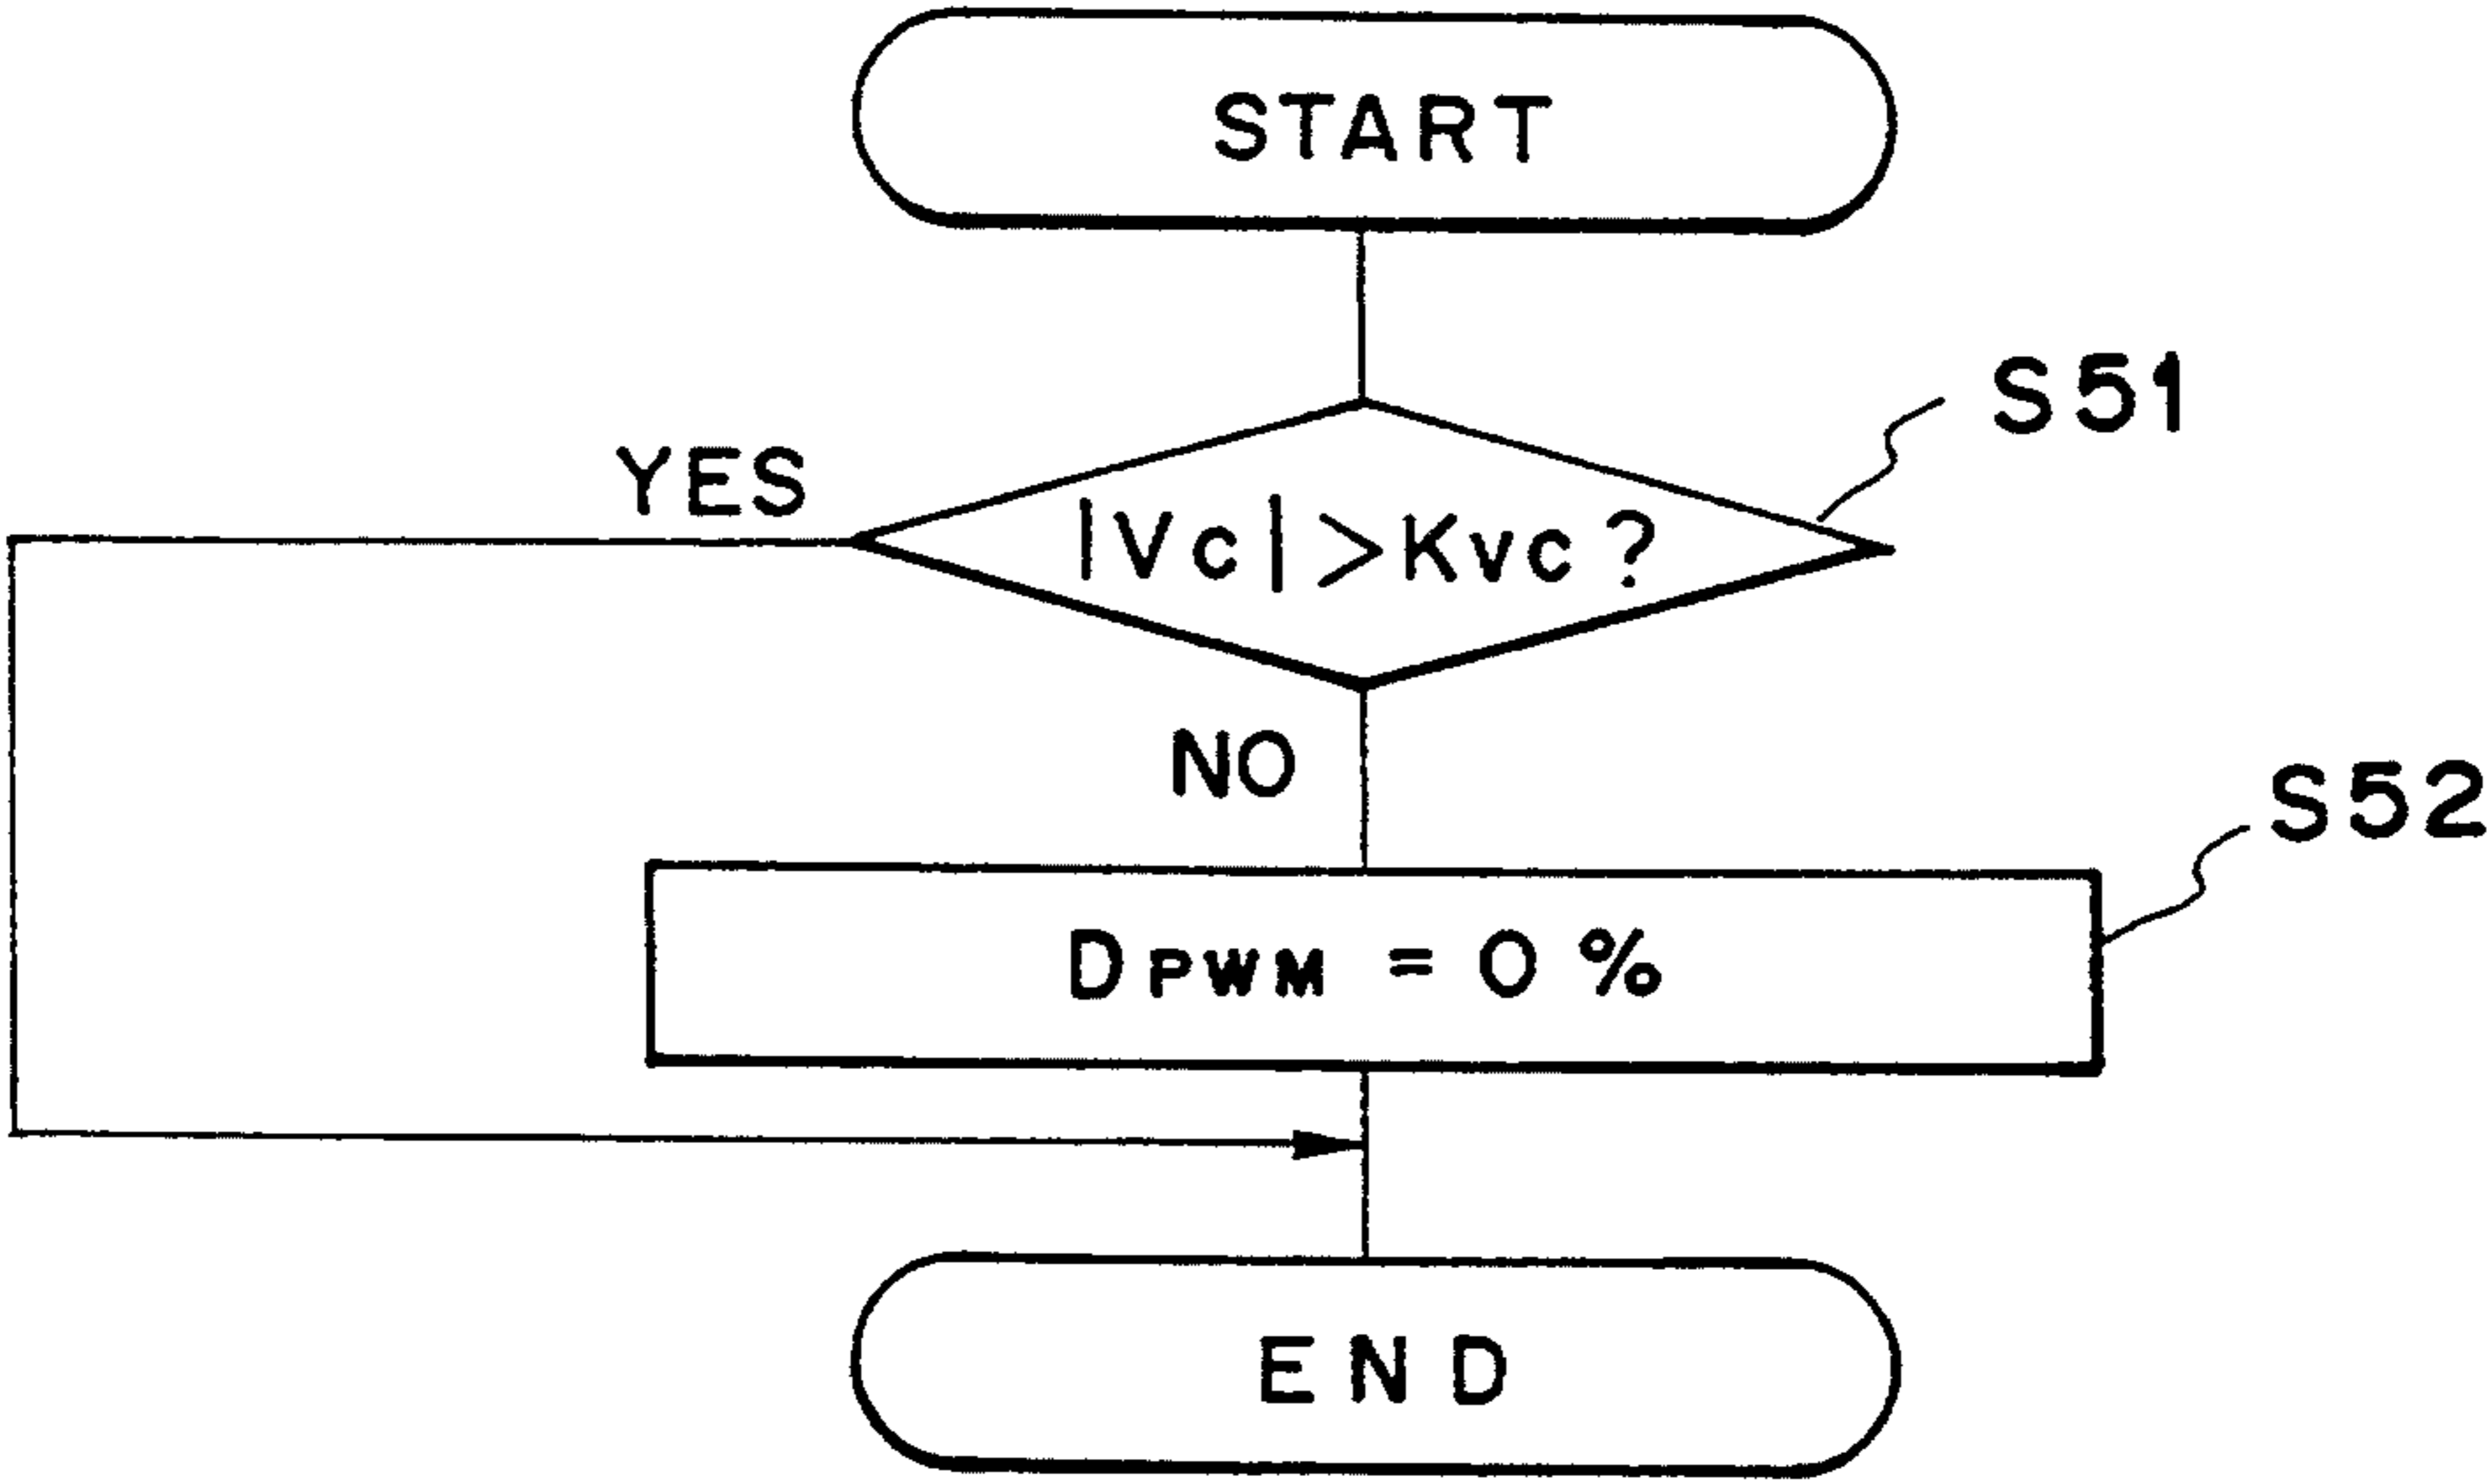 START
S51
YES
|Vc|>Kvc?
NO
S52
DPWM = 0%
END